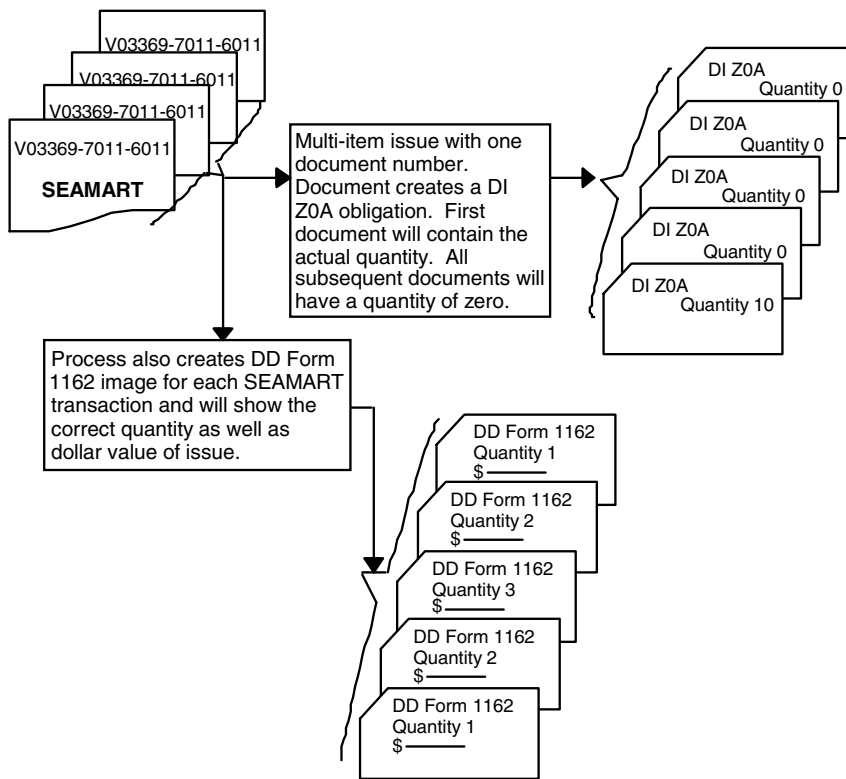 V03369-7011-6011
V03369-7011-6011
V03369-7011-6011
V03369-7011-6011
SEAMART
Multi-item issue with one
document number.
Document creates a DI
Z0A obligation. First
document will contain the
actual quantity. All
subsequent documents will
have a quantity of zero.
DI Z0A
Quantity 0
DI Z0A
Quantity 0
DI Z0A
Quantity 0
DI Z0A
Quantity 0
DI Z0A
Quantity 10
Process also creates DD Form
1162 image for each SEAMART
transaction and will show the
correct quantity as well as
dollar value of issue.
DD Form 1162
Quantity 1
$
DD Form 1162
Quantity 2
$
DD Form 1162
Quantity 3
$
DD Form 1162
Quantity 2
$
DD Form 1162
Quantity 1
$